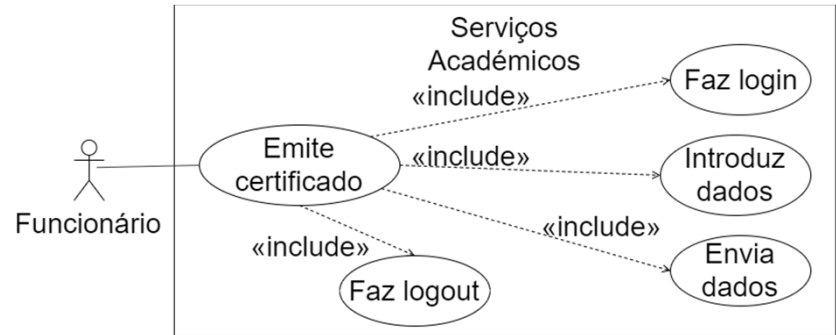 Serviços
Académicos
«include»
Faz login
Emite
certificado
«include»
Introduz
dados
Funcionário
«include»
«include»
Envia
dados
Faz logout